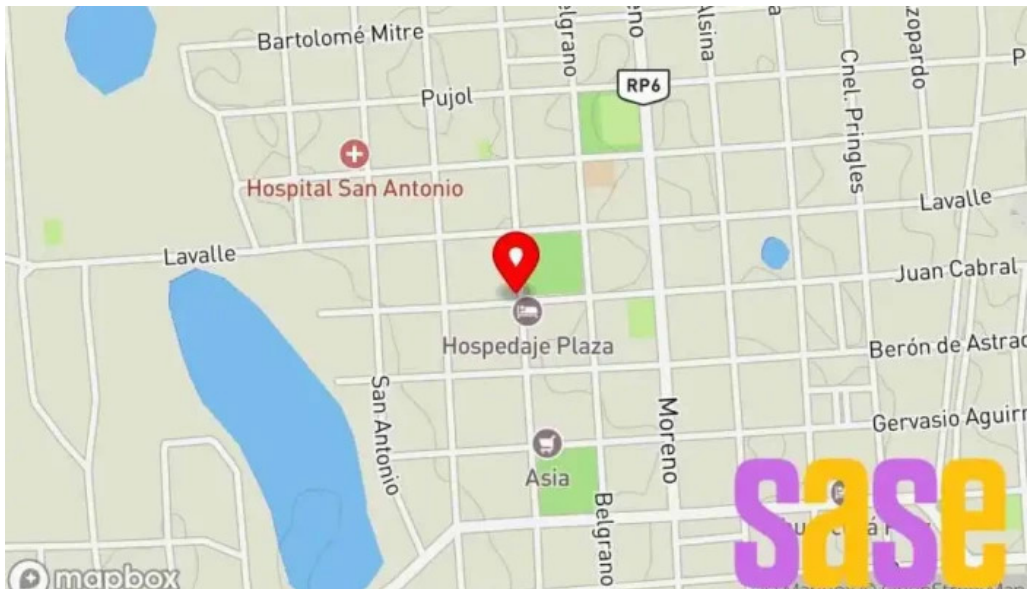 Bartolomé Mitre
Belgrano
eno
Alsina
a
zopardo
Cnel. Pringles
P
Pujol
RP6
Hospital San Antonio
Lavalle
Lavalle
Juan Cabral
Hospedaje Plaza
Berón de Astrad
San Antonio
Moreno
Gervasio Aguirr
Asia
Belgrano
sase
mapbox